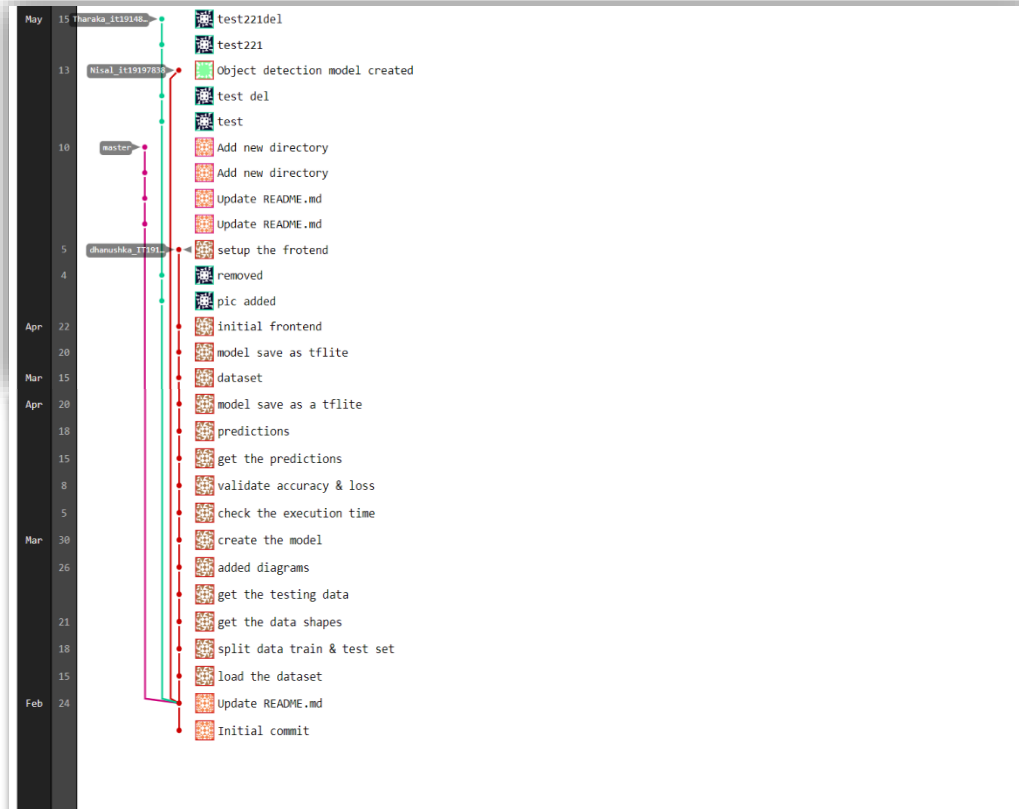 May 15 Tharaka_it19148… test221del
test221
13 Nisal_it19197838 Object detection model created
test del
test
10 master Add new directory
Add new directory
Update README.md
Update README.md
5 dhanushka_IT191… setup the frotend
4 removed
pic added
Apr 22 initial frontend
20 model save as tflite
Mar 15 dataset
Apr 20 model save as a tflite
18 predictions
15 get the predictions
8 validate accuracy & loss
5 check the execution time
Mar 30 create the model
26 added diagrams
get the testing data
21 get the data shapes
18 split data train & test set
15 load the dataset
Feb 24 Update README.md
Initial commit